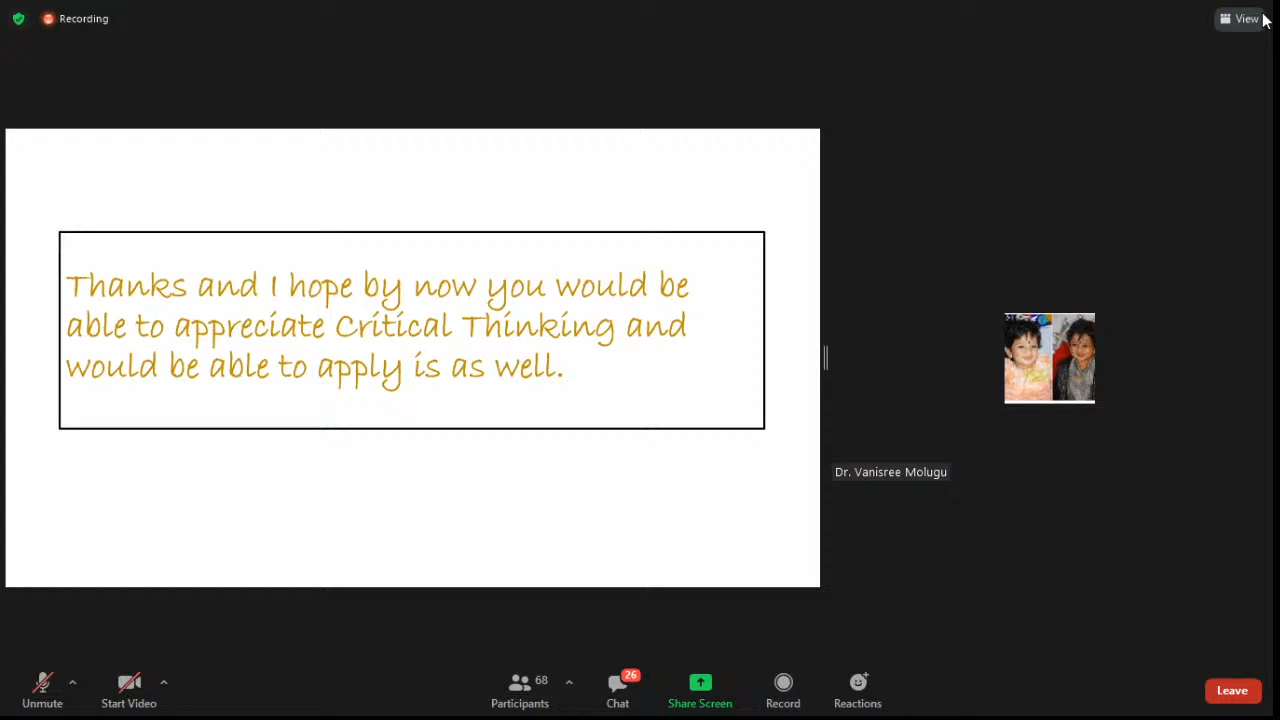 Recording
View
Thanks and I hope by now you would be
able to appreciate Critical Thinking and
would be able to apply is as well.
Dr. Vanisree Molugu
68
26
Unmute
Start Video
Participants
Chat
Share Screen
Record
Reactions
Leave